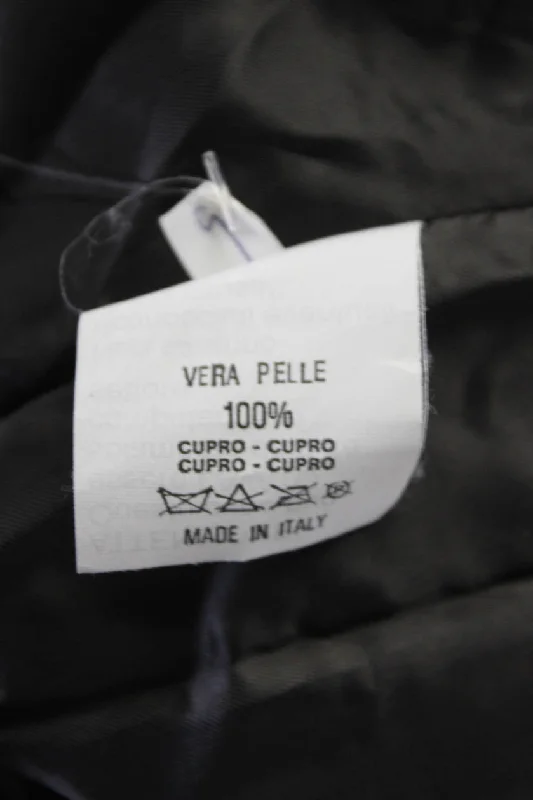 VERA PELLE
100%
CUPRO - CUPRO
CUPRO - CUPRO
MADE IN ITALY